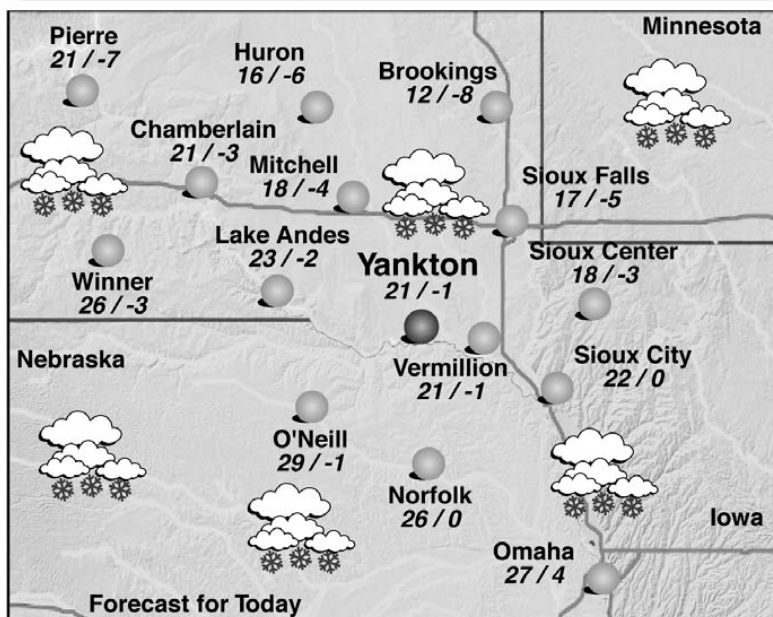 Pierre
21 / -7
Huron
16 / -6
Brookings
12 / -8
Minnesota
Chamberlain
21 / -3
Mitchell
18 / -4
Sioux Falls
17 / -5
Winner
26 / -3
Lake Andes
23 / -2
Yankton
21 / -1
Sioux Center
18 / -3
Nebraska
Vermillion
21 / -1
Sioux City
22 / 0
O'Neill
29 / -1
Norfolk
26 / 0
Iowa
Omaha
27 / 4
Forecast for Today